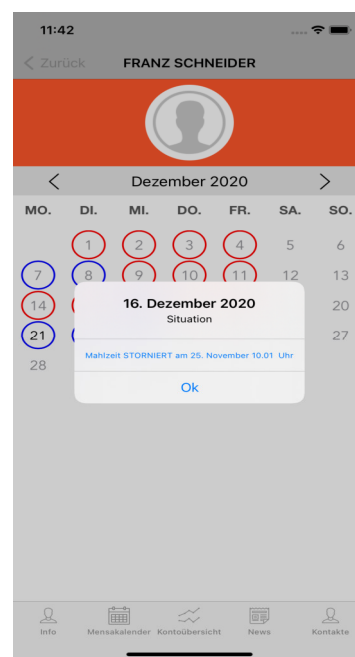 11:42
Zurück FRANZ SCHNEIDER
Dezember 2020
MO. DI. MI. DO. FR. SA. SO.
1 2 3 4 5 6
7 8 9 10 11 12 13
14 20
21 27
28
16. Dezember 2020
Situation
Mahlzeit STORNIERT am 25. November 10.01 Uhr
Ok
Info Mensakalender Kontoübersicht News Kontakte